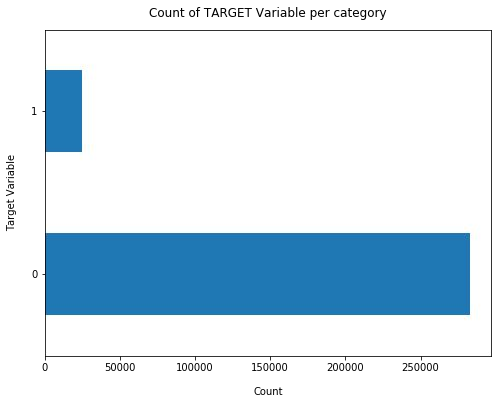 Count of TARGET Variable per category
Target Variable
1
0
0 50000 100000 150000 200000 250000
Count